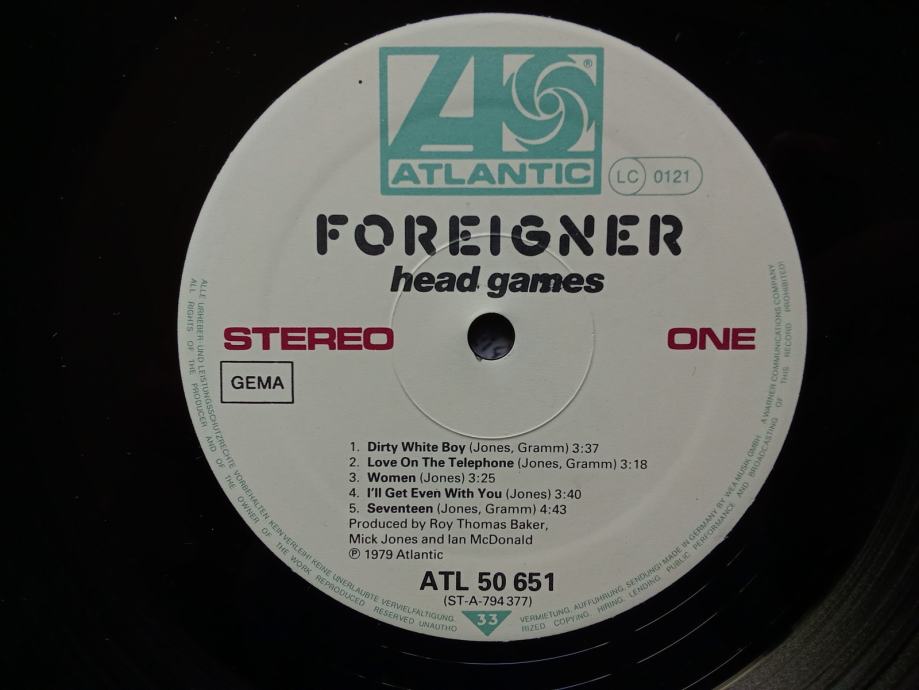 ®
ATLANTIC
LC 0121
FOREIGNER
head games
STEREO
ONE
GEMA
1. Dirty White Boy (Jones, Gramm) 3:37
2. Love On The Telephone (Jones, Gramm) 3:18
3. Women (Jones) 3:25
4. I'll Get Even With You (Jones) 3:40
5. Seventeen (Jones, Gramm) 4:43
Produced by Roy Thomas Baker,
Mick Jones and Ian McDonald
℗ 1979 Atlantic
ATL 50 651
(ST-A-794377)
33
ALLE URHEBER- UND LEISTUNGSSCHUTZRECHTE VORBEHALTEN. KEIN VERLEIH! KEINE UNERLAUBTE VERVIELFÄLTIGUNG,
VERMIETUNG, AUFFÜHRUNG, SENDUNG! MADE IN GERMANY BY WEA MUSIK GMBH · A WARNER COMMUNICATIONS COMPANY
ALL RIGHTS OF THE PRODUCER AND OF THE OWNER OF THE WORK REPRODUCED RESERVED UNAUTHO
RIZED COPYING, HIRING, LENDING PUBLIC PERFORMANCE AND BROADCASTING OF THIS RECORD PROHIBITED!